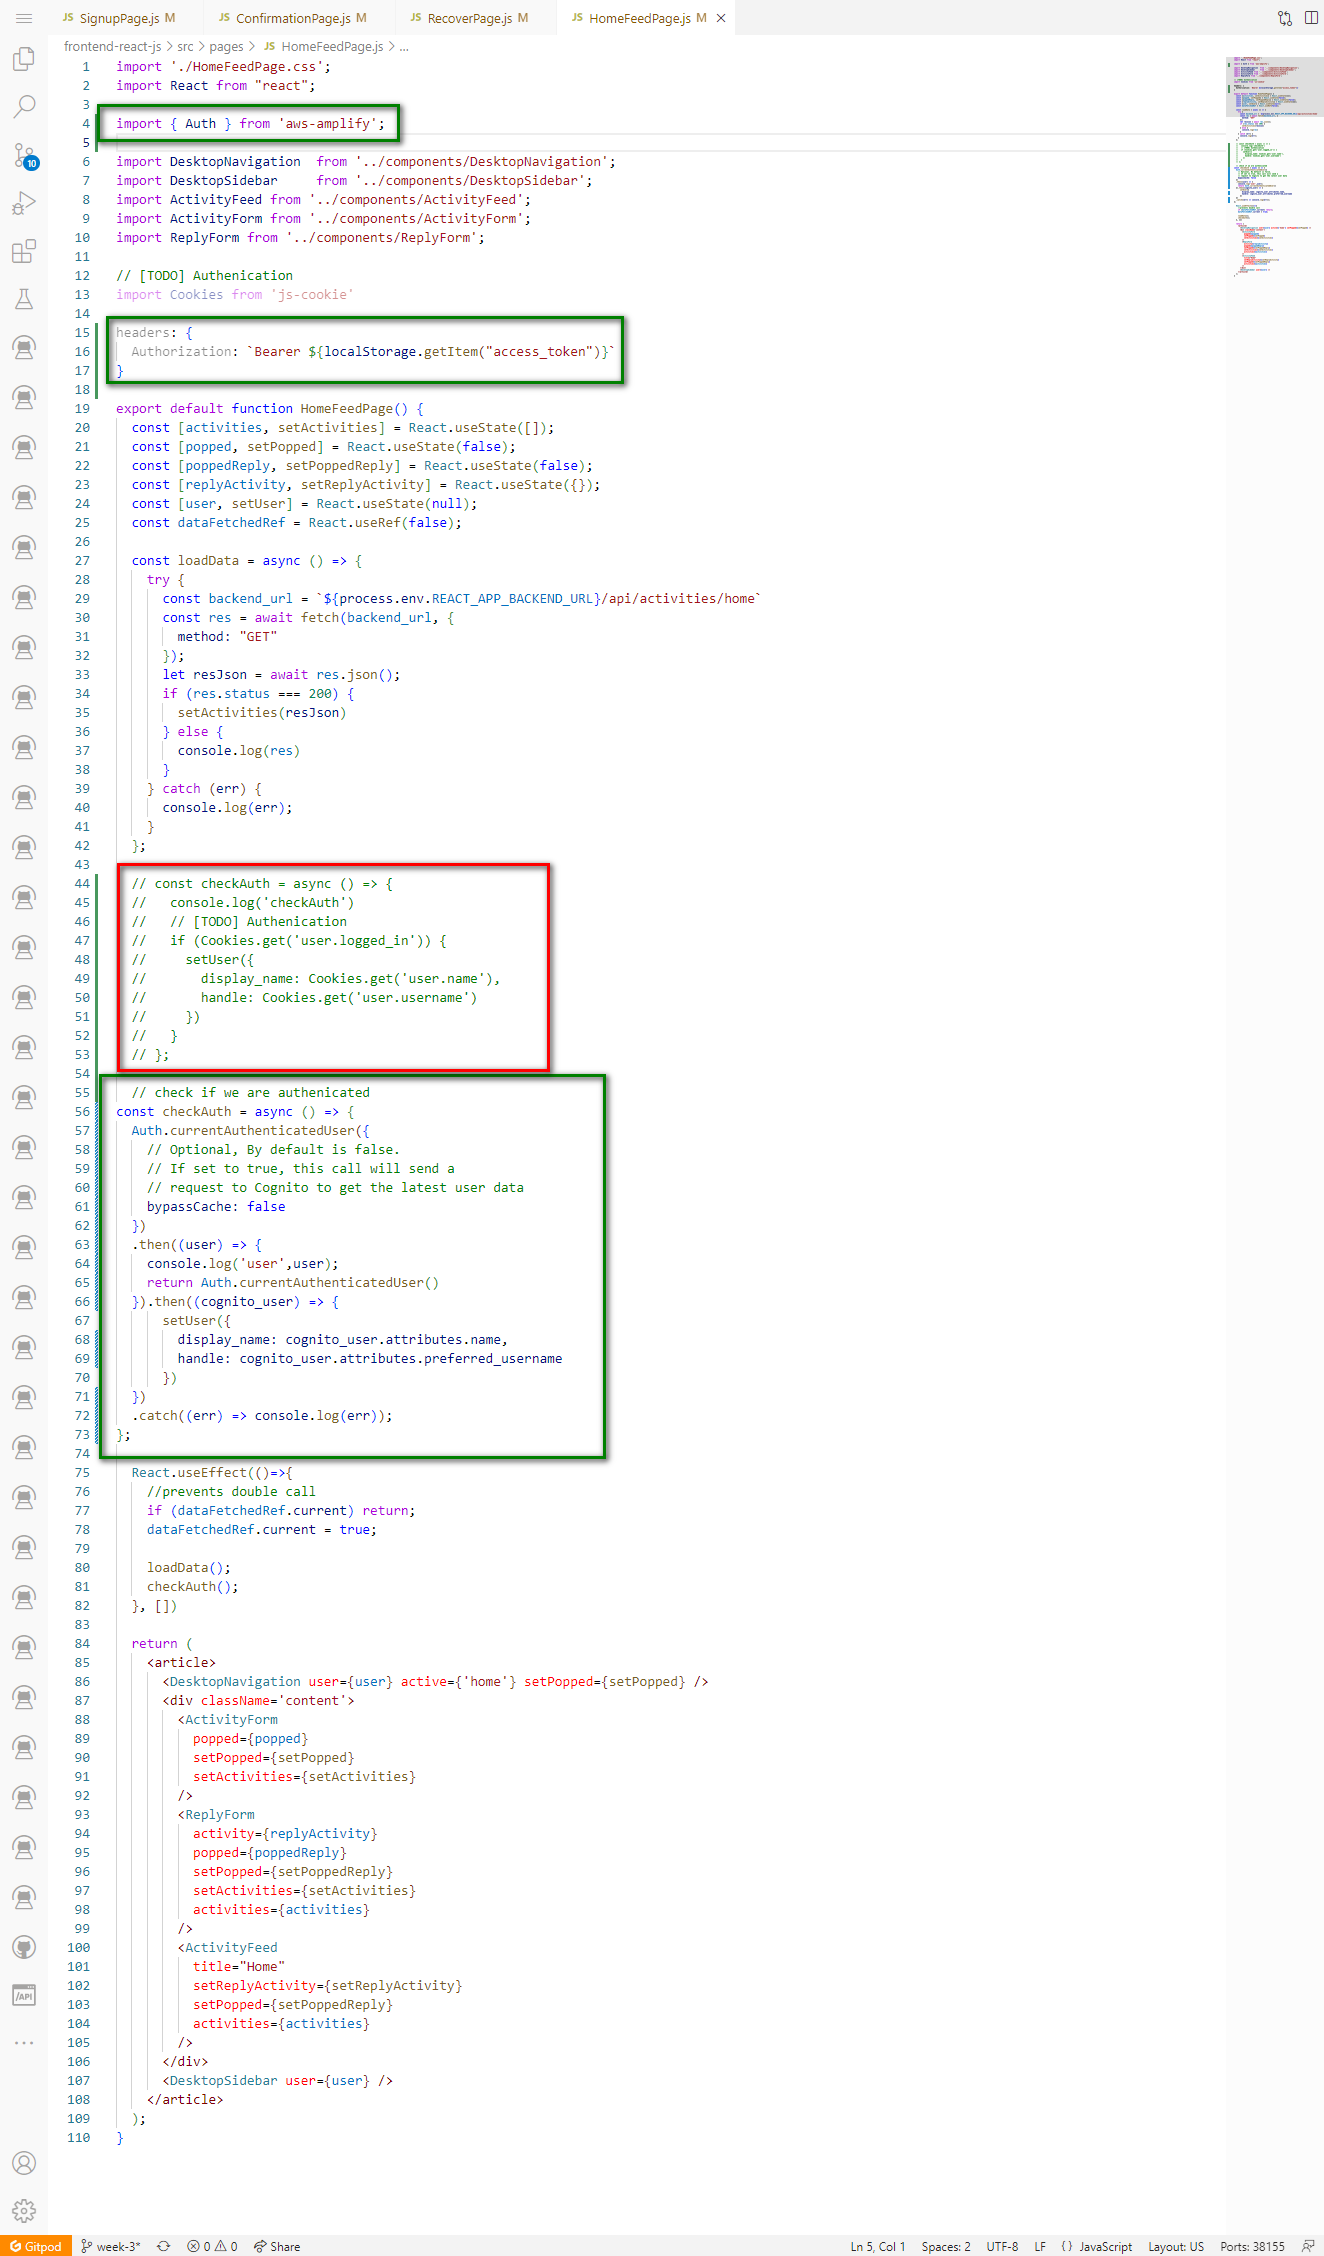 JS SignupPage.js M JS ConfirmationPage.js M JS RecoverPage.js M JS HomeFeedPage.js M ×
frontend-react-js > src > pages > JS HomeFeedPage.js > ...
1 import './HomeFeedPage.css';
2 import React from "react";
3
4 import { Auth } from 'aws-amplify';
5
6 import DesktopNavigation  from '../components/DesktopNavigation';
7 import DesktopSidebar     from '../components/DesktopSidebar';
8 import ActivityFeed from '../components/ActivityFeed';
9 import ActivityForm from '../components/ActivityForm';
10 import ReplyForm from '../components/ReplyForm';
11
12 // [TODO] Authenication
13 import Cookies from 'js-cookie'
14
15 headers: {
16   Authorization: `Bearer ${localStorage.getItem("access_token")}`
17 }
18
19 export default function HomeFeedPage() {
20   const [activities, setActivities] = React.useState([]);
21   const [popped, setPopped] = React.useState(false);
22   const [poppedReply, setPoppedReply] = React.useState(false);
23   const [replyActivity, setReplyActivity] = React.useState({});
24   const [user, setUser] = React.useState(null);
25   const dataFetchedRef = React.useRef(false);
26
27   const loadData = async () => {
28     try {
29       const backend_url = `${process.env.REACT_APP_BACKEND_URL}/api/activities/home`
30       const res = await fetch(backend_url, {
31         method: "GET"
32       });
33       let resJson = await res.json();
34       if (res.status === 200) {
35         setActivities(resJson)
36       } else {
37         console.log(res)
38       }
39     } catch (err) {
40       console.log(err);
41     }
42   };
43
44   // const checkAuth = async () => {
45   //   console.log('checkAuth')
46   //   // [TODO] Authenication
47   //   if (Cookies.get('user.logged_in')) {
48   //     setUser({
49   //       display_name: Cookies.get('user.name'),
50   //       handle: Cookies.get('user.username')
51   //     })
52   //   }
53   // };
54
55   // check if we are authenicated
56 const checkAuth = async () => {
57   Auth.currentAuthenticatedUser({
58     // Optional, By default is false.
59     // If set to true, this call will send a
60     // request to Cognito to get the latest user data
61     bypassCache: false
62   })
63   .then((user) => {
64     console.log('user',user);
65     return Auth.currentAuthenticatedUser()
66   }).then((cognito_user) => {
67       setUser({
68         display_name: cognito_user.attributes.name,
69         handle: cognito_user.attributes.preferred_username
70       })
71   })
72   .catch((err) => console.log(err));
73 };
74
75   React.useEffect(()=>{
76     //prevents double call
77     if (dataFetchedRef.current) return;
78     dataFetchedRef.current = true;
79
80     loadData();
81     checkAuth();
82   }, [])
83
84   return (
85     <article>
86       <DesktopNavigation user={user} active={'home'} setPopped={setPopped} />
87       <div className='content'>
88         <ActivityForm
89           popped={popped}
90           setPopped={setPopped}
91           setActivities={setActivities}
92         />
93         <ReplyForm
94           activity={replyActivity}
95           popped={poppedReply}
96           setPopped={setPoppedReply}
97           setActivities={setActivities}
98           activities={activities}
99         />
100         <ActivityFeed
101           title="Home"
102           setReplyActivity={setReplyActivity}
103           setPopped={setPoppedReply}
104           activities={activities}
105         />
106       </div>
107       <DesktopSidebar user={user} />
108     </article>
109   );
110 }
10
/API
Gitpod week-3* 0 0 Share Ln 5, Col 1 Spaces: 2 UTF-8 LF {} JavaScript Layout: US Ports: 38155